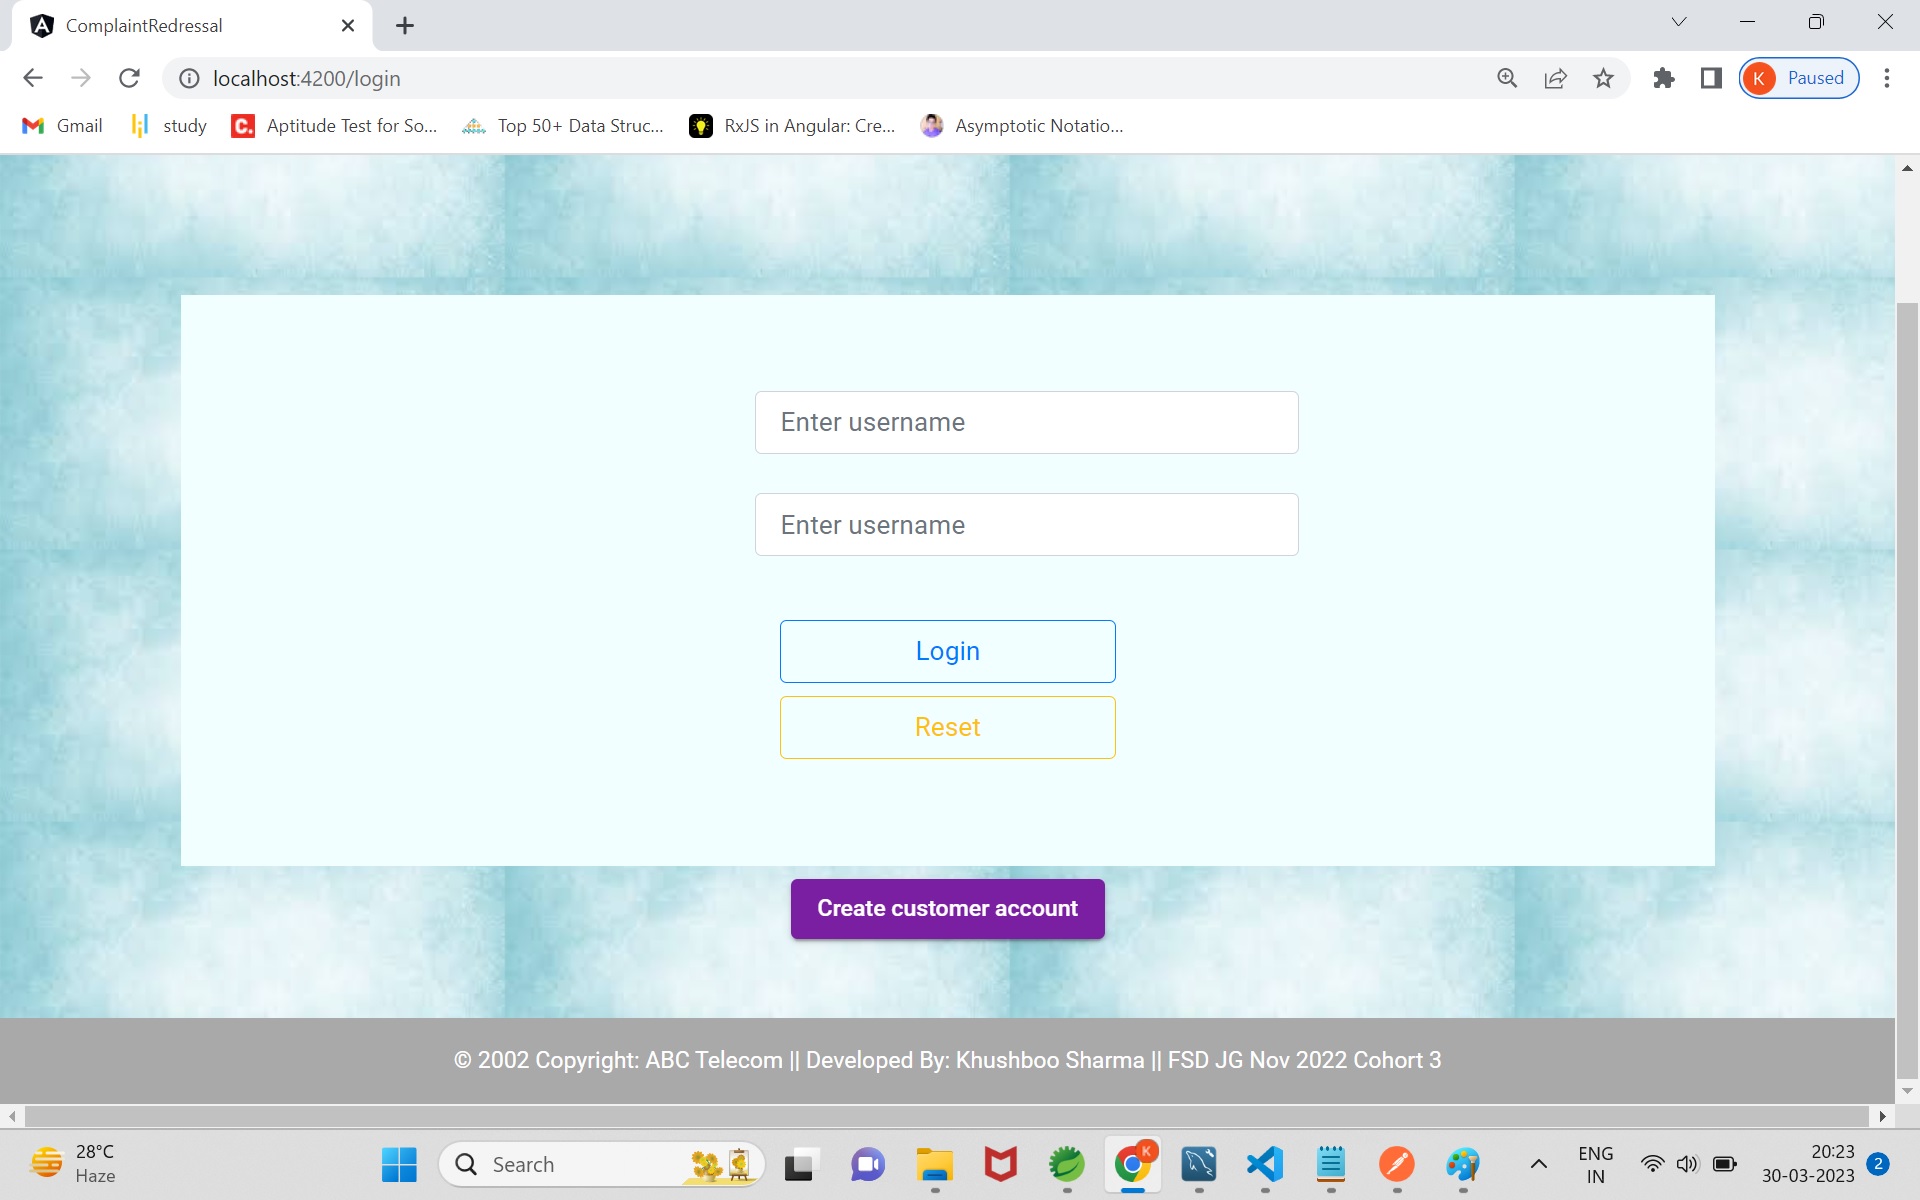 ComplaintRedressal
localhost:4200/login
K Paused
Gmail study C. Aptitude Test for So... Top 50+ Data Struc... RxJS in Angular: Cre... Asymptotic Notatio...
Enter username
Enter username
Login
Reset
Create customer account
© 2002 Copyright: ABC Telecom || Developed By: Khushboo Sharma || FSD JG Nov 2022 Cohort 3
28°C
Haze
Search
K
ENG
IN
20:23
30-03-2023
2